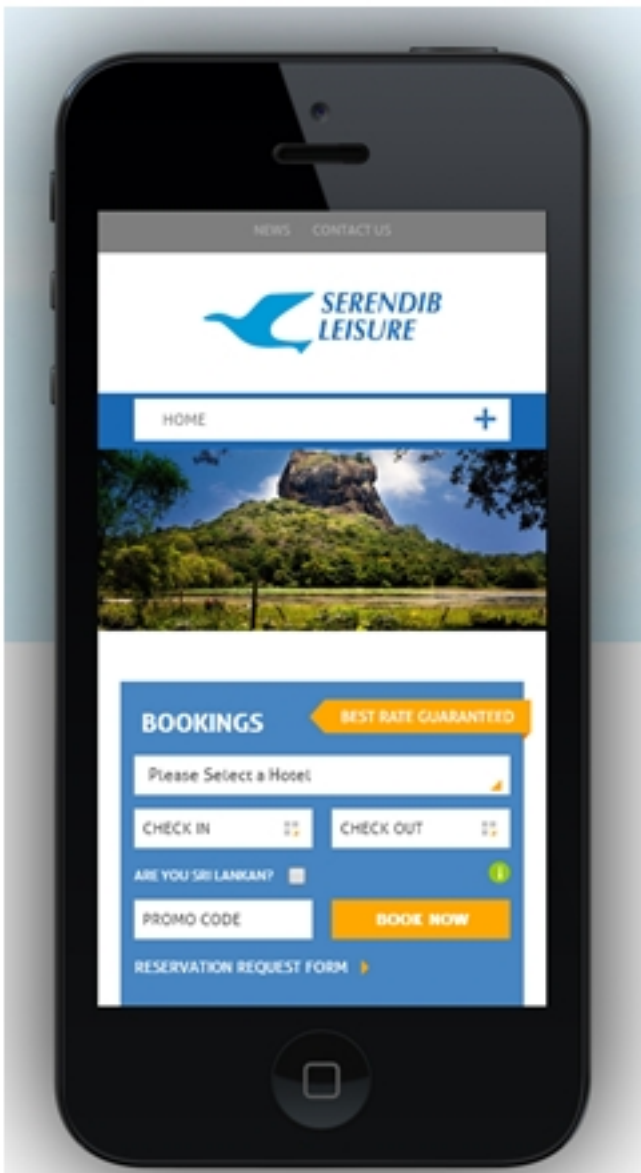 NEWS CONTACT US
SERENDIB
LEISURE
HOME
BOOKINGS
BEST RATE GUARANTEED
Please Select a Hotel
CHECK IN
CHECK OUT
ARE YOU SRI LANKAN?
PROMO CODE
BOOK NOW
RESERVATION REQUEST FORM